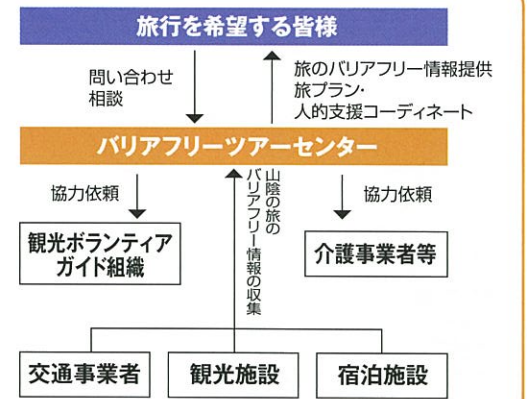 旅行を希望する皆様
問い合わせ
相談
旅のバリアフリー情報提供
旅プラン・
人的支援コーディネート
バリアフリーツアーセンター
協力依頼
山陰の旅の
バリアフリー情報の収集
協力依頼
観光ボランティア
ガイド組織
介護事業者等
交通事業者
観光施設
宿泊施設